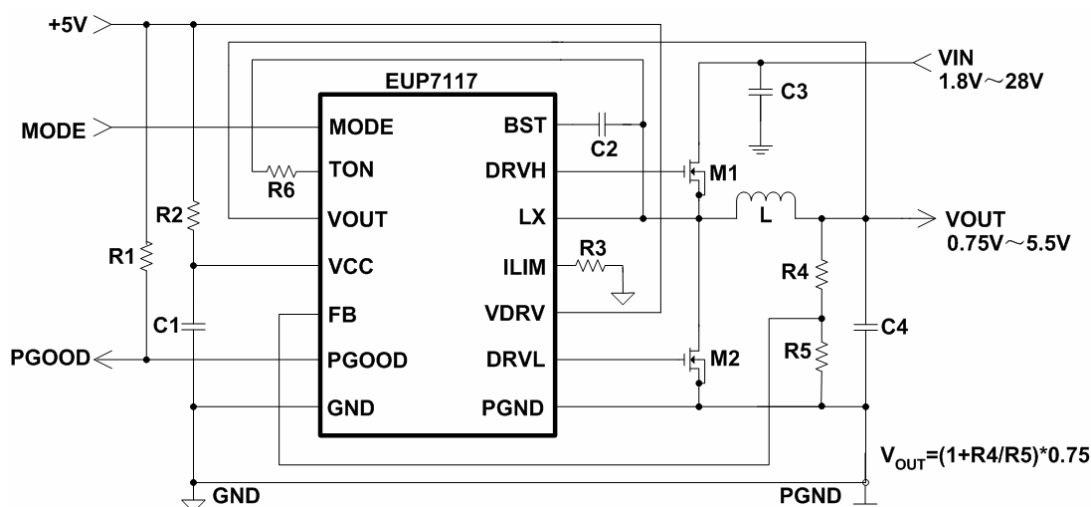 +5V
EUP7117
VIN
1.8V～28V
C3
MODE
MODE
BST
C2
TON
DRVH
M1
R6
R2
VOUT
LX
L
VOUT
0.75V～5.5V
R1
R3
R4
VCC
ILIM
C1
FB
VDRV
C4
R5
PGOOD
PGOOD
DRVL
M2
GND
PGND
VOUT=(1+R4/R5)*0.75
GND
PGND